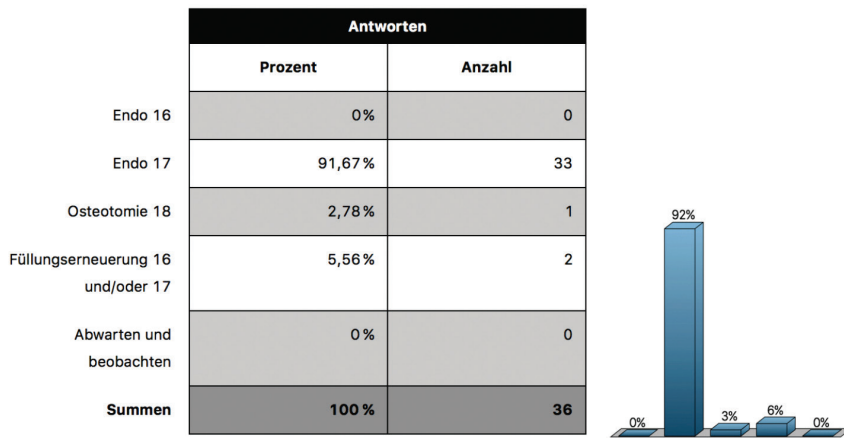 Antworten
Prozent Anzahl
Endo 16 0 % 0
Endo 17 91,67 % 33
Osteotomie 18 2,78 % 1
Füllungserneuerung 16 5,56 % 2
und/oder 17
Abwarten und 0 % 0
beobachten
Summen 100 % 36
92%
0% 3% 6% 0%